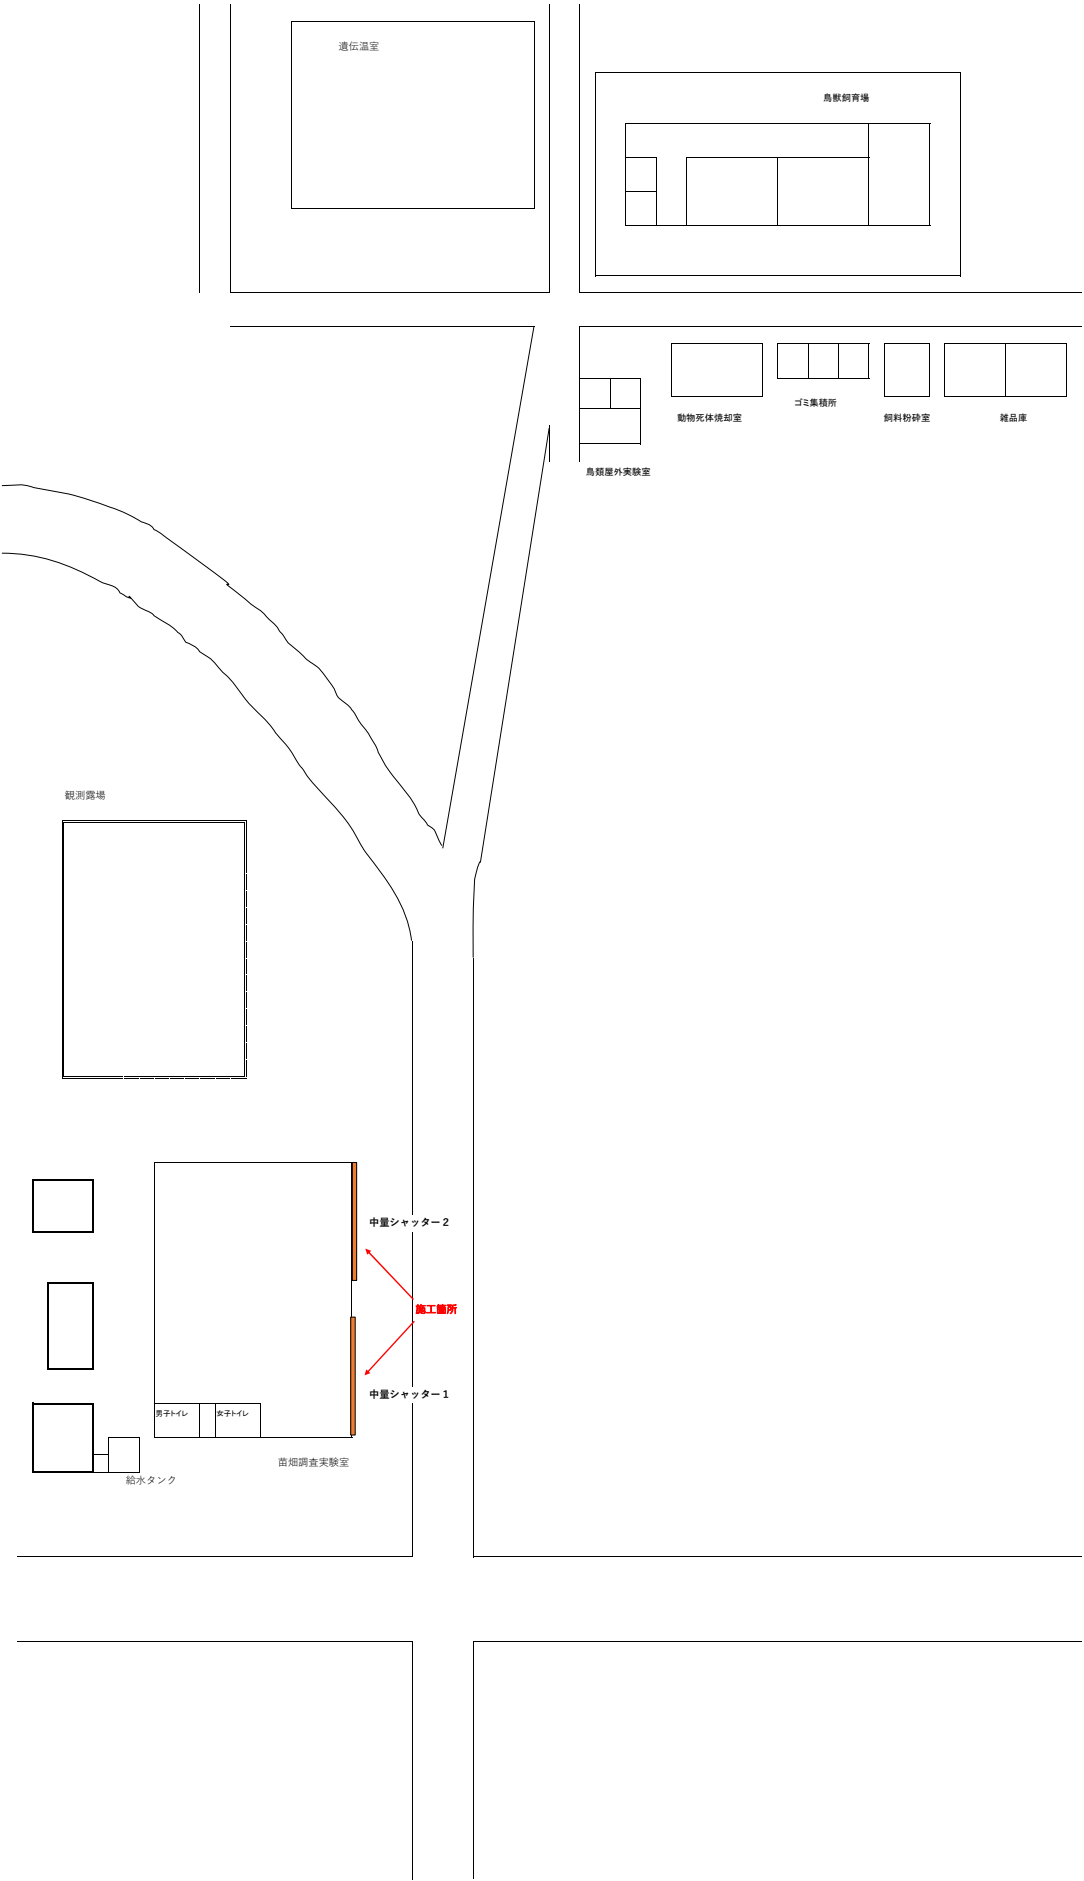 遺伝温室
鳥獣飼育場
動物死体焼却室
ゴミ集積所
飼料粉砕室
雑品庫
鳥類屋外実験室
観測露場
中量シャッター２
施工箇所
中量シャッター１
男子トイレ
女子トイレ
苗畑調査実験室
給水タンク